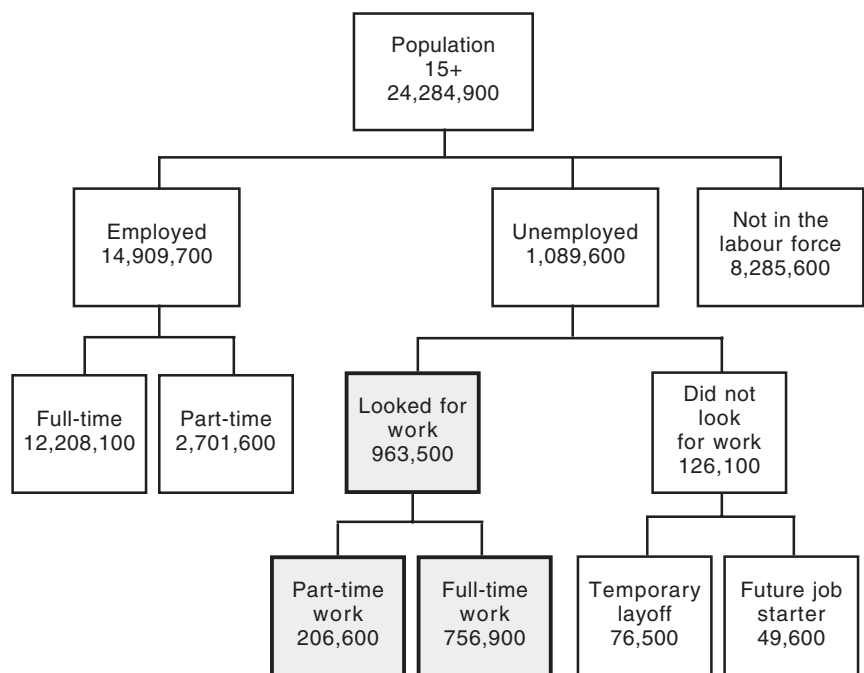 Population
15+
24,284,900
Employed
14,909,700
Unemployed
1,089,600
Not in the
labour force
8,285,600
Full-time
12,208,100
Part-time
2,701,600
Looked for
work
963,500
Did not
look
for work
126,100
Part-time
work
206,600
Full-time
work
756,900
Temporary
layoff
76,500
Future job
starter
49,600